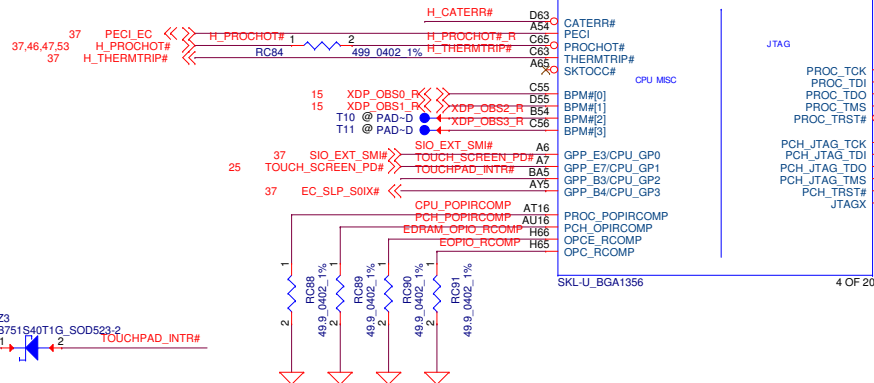 H_CATERR# D63 CATERR#
37 PECI_EC A54 PECI
37,46,47,53 H_PROCHOT# H_PROCHOT# 1 2 H_PROCHOT#_R C65 PROCHOT# JTAG
37 H_THERMTRIP# RC84 499_0402_1% H_THERMTRIP# C63 THERMTRIP#
A65 SKTOCC# CPU MISC PROC_TCK
PROC_TDI
15 XDP_OBS0_R C55 BPM#[0] PROC_TDO
15 XDP_OBS1_R D55 BPM#[1] PROC_TMS
T10 @ PAD~D XDP_OBS2_R B54 BPM#[2] PROC_TRST#
T11 @ PAD~D XDP_OBS3_R C56 BPM#[3]
PCH_JTAG_TCK
37 SIO_EXT_SMI# SIO_EXT_SMI# A6 GPP_E3/CPU_GP0 PCH_JTAG_TDI
25 TOUCH_SCREEN_PD# TOUCH_SCREEN_PD# A7 GPP_E7/CPU_GP1 PCH_JTAG_TDO
TOUCHPAD_INTR# BA5 GPP_B3/CPU_GP2 PCH_JTAG_TMS
37 EC_SLP_S0IX# AY5 GPP_B4/CPU_GP3 PCH_TRST#
JTAGX
CPU_POPIRCOMP AT16 PROC_POPIRCOMP
PCH_POPIRCOMP AU16 PCH_OPIRCOMP
EDRAM_OPIO_RCOMP H66 OPCE_RCOMP
EOPIO_RCOMP H65 OPC_RCOMP
SKL-U_BGA1356 4 OF 20
1 1 1 1
RC88 49.9_0402_1%
RC89 49.9_0402_1%
RC90 49.9_0402_1%
RC91 49.9_0402_1%
2 2 2 2
Z3
B751S40T1G_SOD523-2
1 2 TOUCHPAD_INTR#